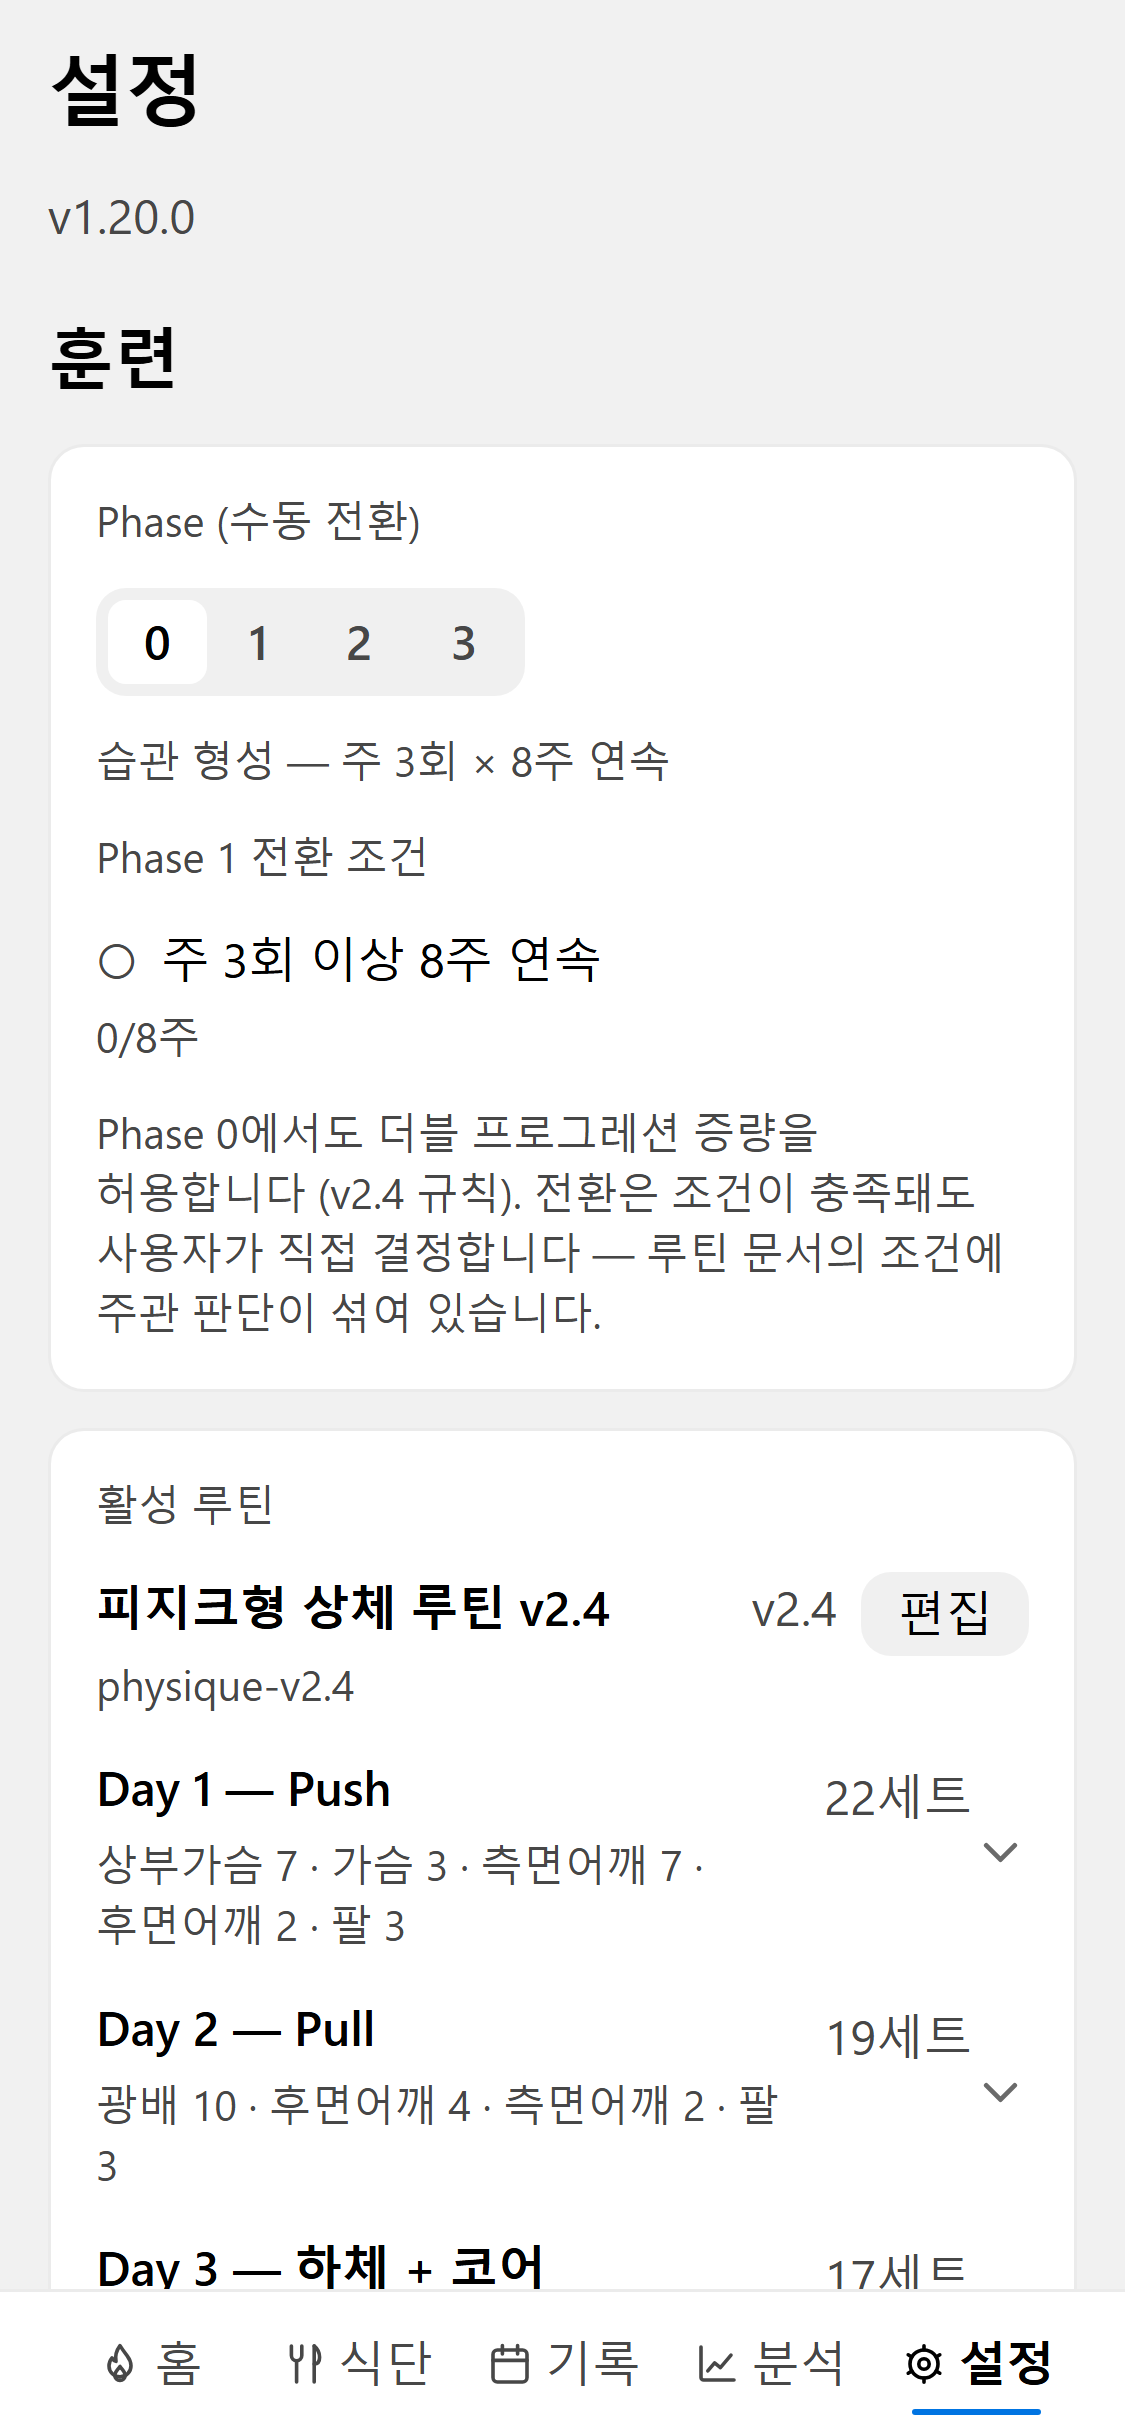 설정
v1.20.0
훈련
Phase (수동 전환)
0 1 2 3
습관 형성 — 주 3회 × 8주 연속
Phase 1 전환 조건
○ 주 3회 이상 8주 연속
0/8주
Phase 0에서도 더블 프로그레션 증량을
허용합니다 (v2.4 규칙). 전환은 조건이 충족돼도
사용자가 직접 결정합니다 — 루틴 문서의 조건에
주관 판단이 섞여 있습니다.
활성 루틴
피지크형 상체 루틴 v2.4 v2.4 편집
physique-v2.4
Day 1 — Push 22세트
상부가슴 7 · 가슴 3 · 측면어깨 7 ·
후면어깨 2 · 팔 3
Day 2 — Pull 19세트
광배 10 · 후면어깨 4 · 측면어깨 2 · 팔
3
Day 3 — 하체 + 코어 17세트
홈 식단 기록 분석 설정